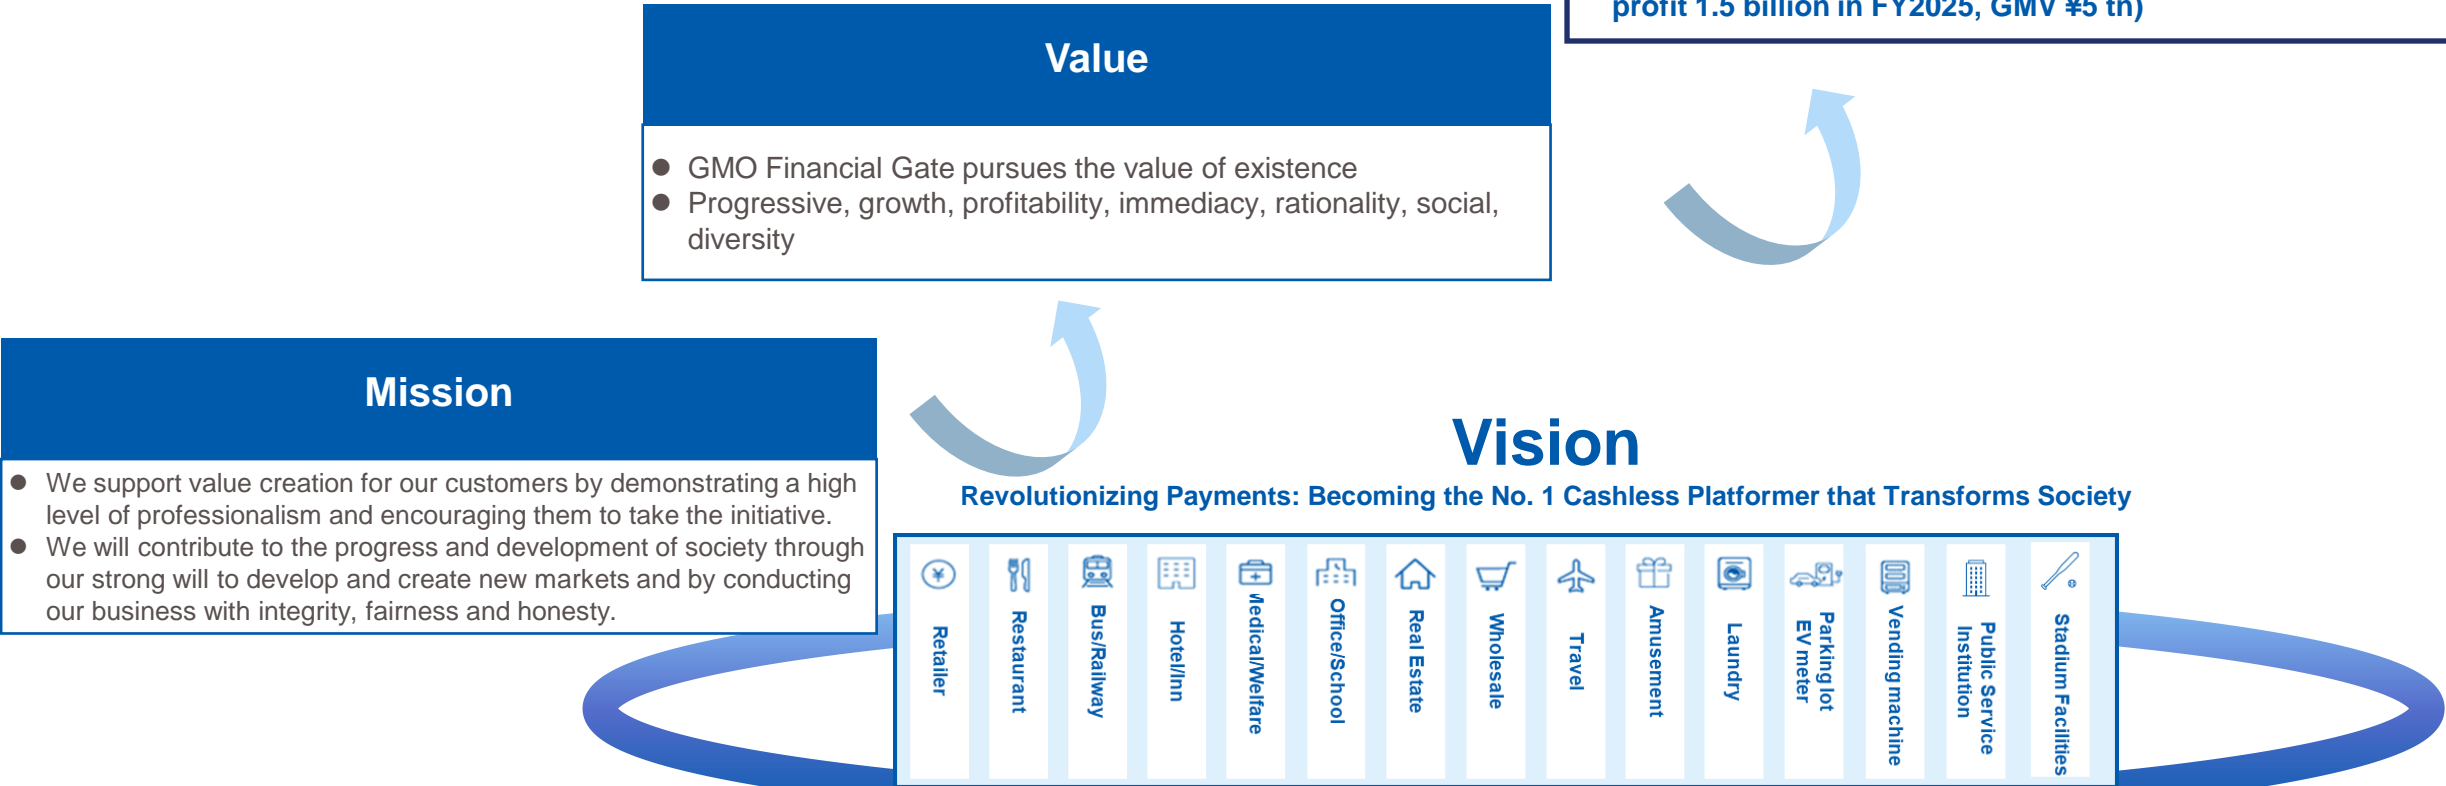 profit 1.5 billion in FY2025, GMV ¥5 tn)
Value
● GMO Financial Gate pursues the value of existence
● Progressive, growth, profitability, immediacy, rationality, social,
diversity
Mission
● We support value creation for our customers by demonstrating a high
level of professionalism and encouraging them to take the initiative.
● We will contribute to the progress and development of society through
our strong will to develop and create new markets and by conducting
our business with integrity, fairness and honesty.
Vision
Revolutionizing Payments: Becoming the No. 1 Cashless Platformer that Transforms Society
¥
Retailer
Restaurant
Bus/Railway
Hotel/Inn
Medical/Welfare
Office/School
Real Estate
Wholesale
Travel
Amusement
Laundry
Parking lot
EV meter
Vending machine
Public Service
Institution
Stadium Facilities